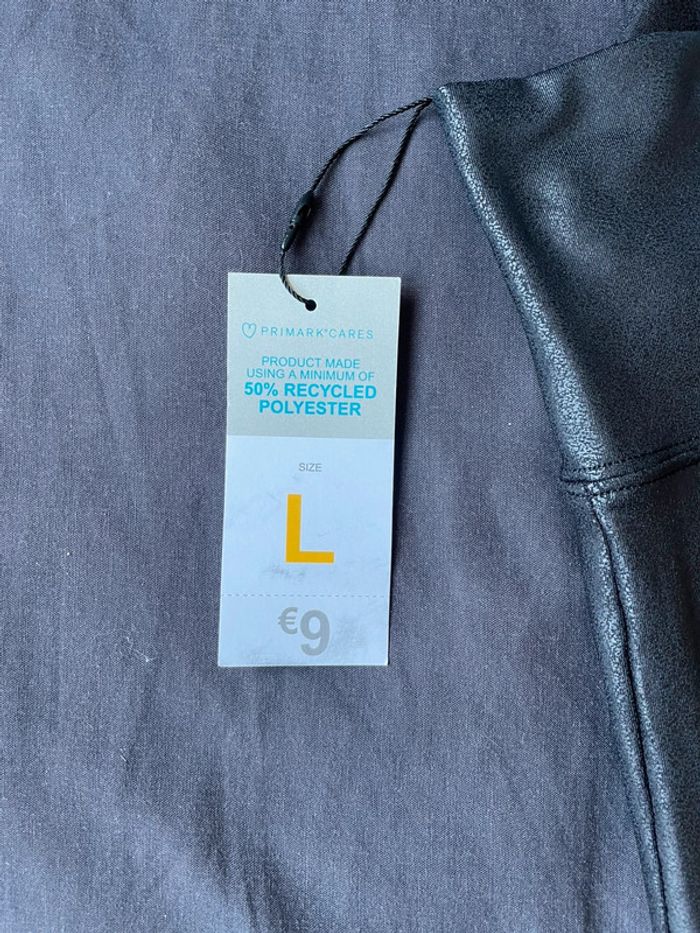 PRIMARK®CARES
PRODUCT MADE
USING A MINIMUM OF
50% RECYCLED
POLYESTER
SIZE
L
€9